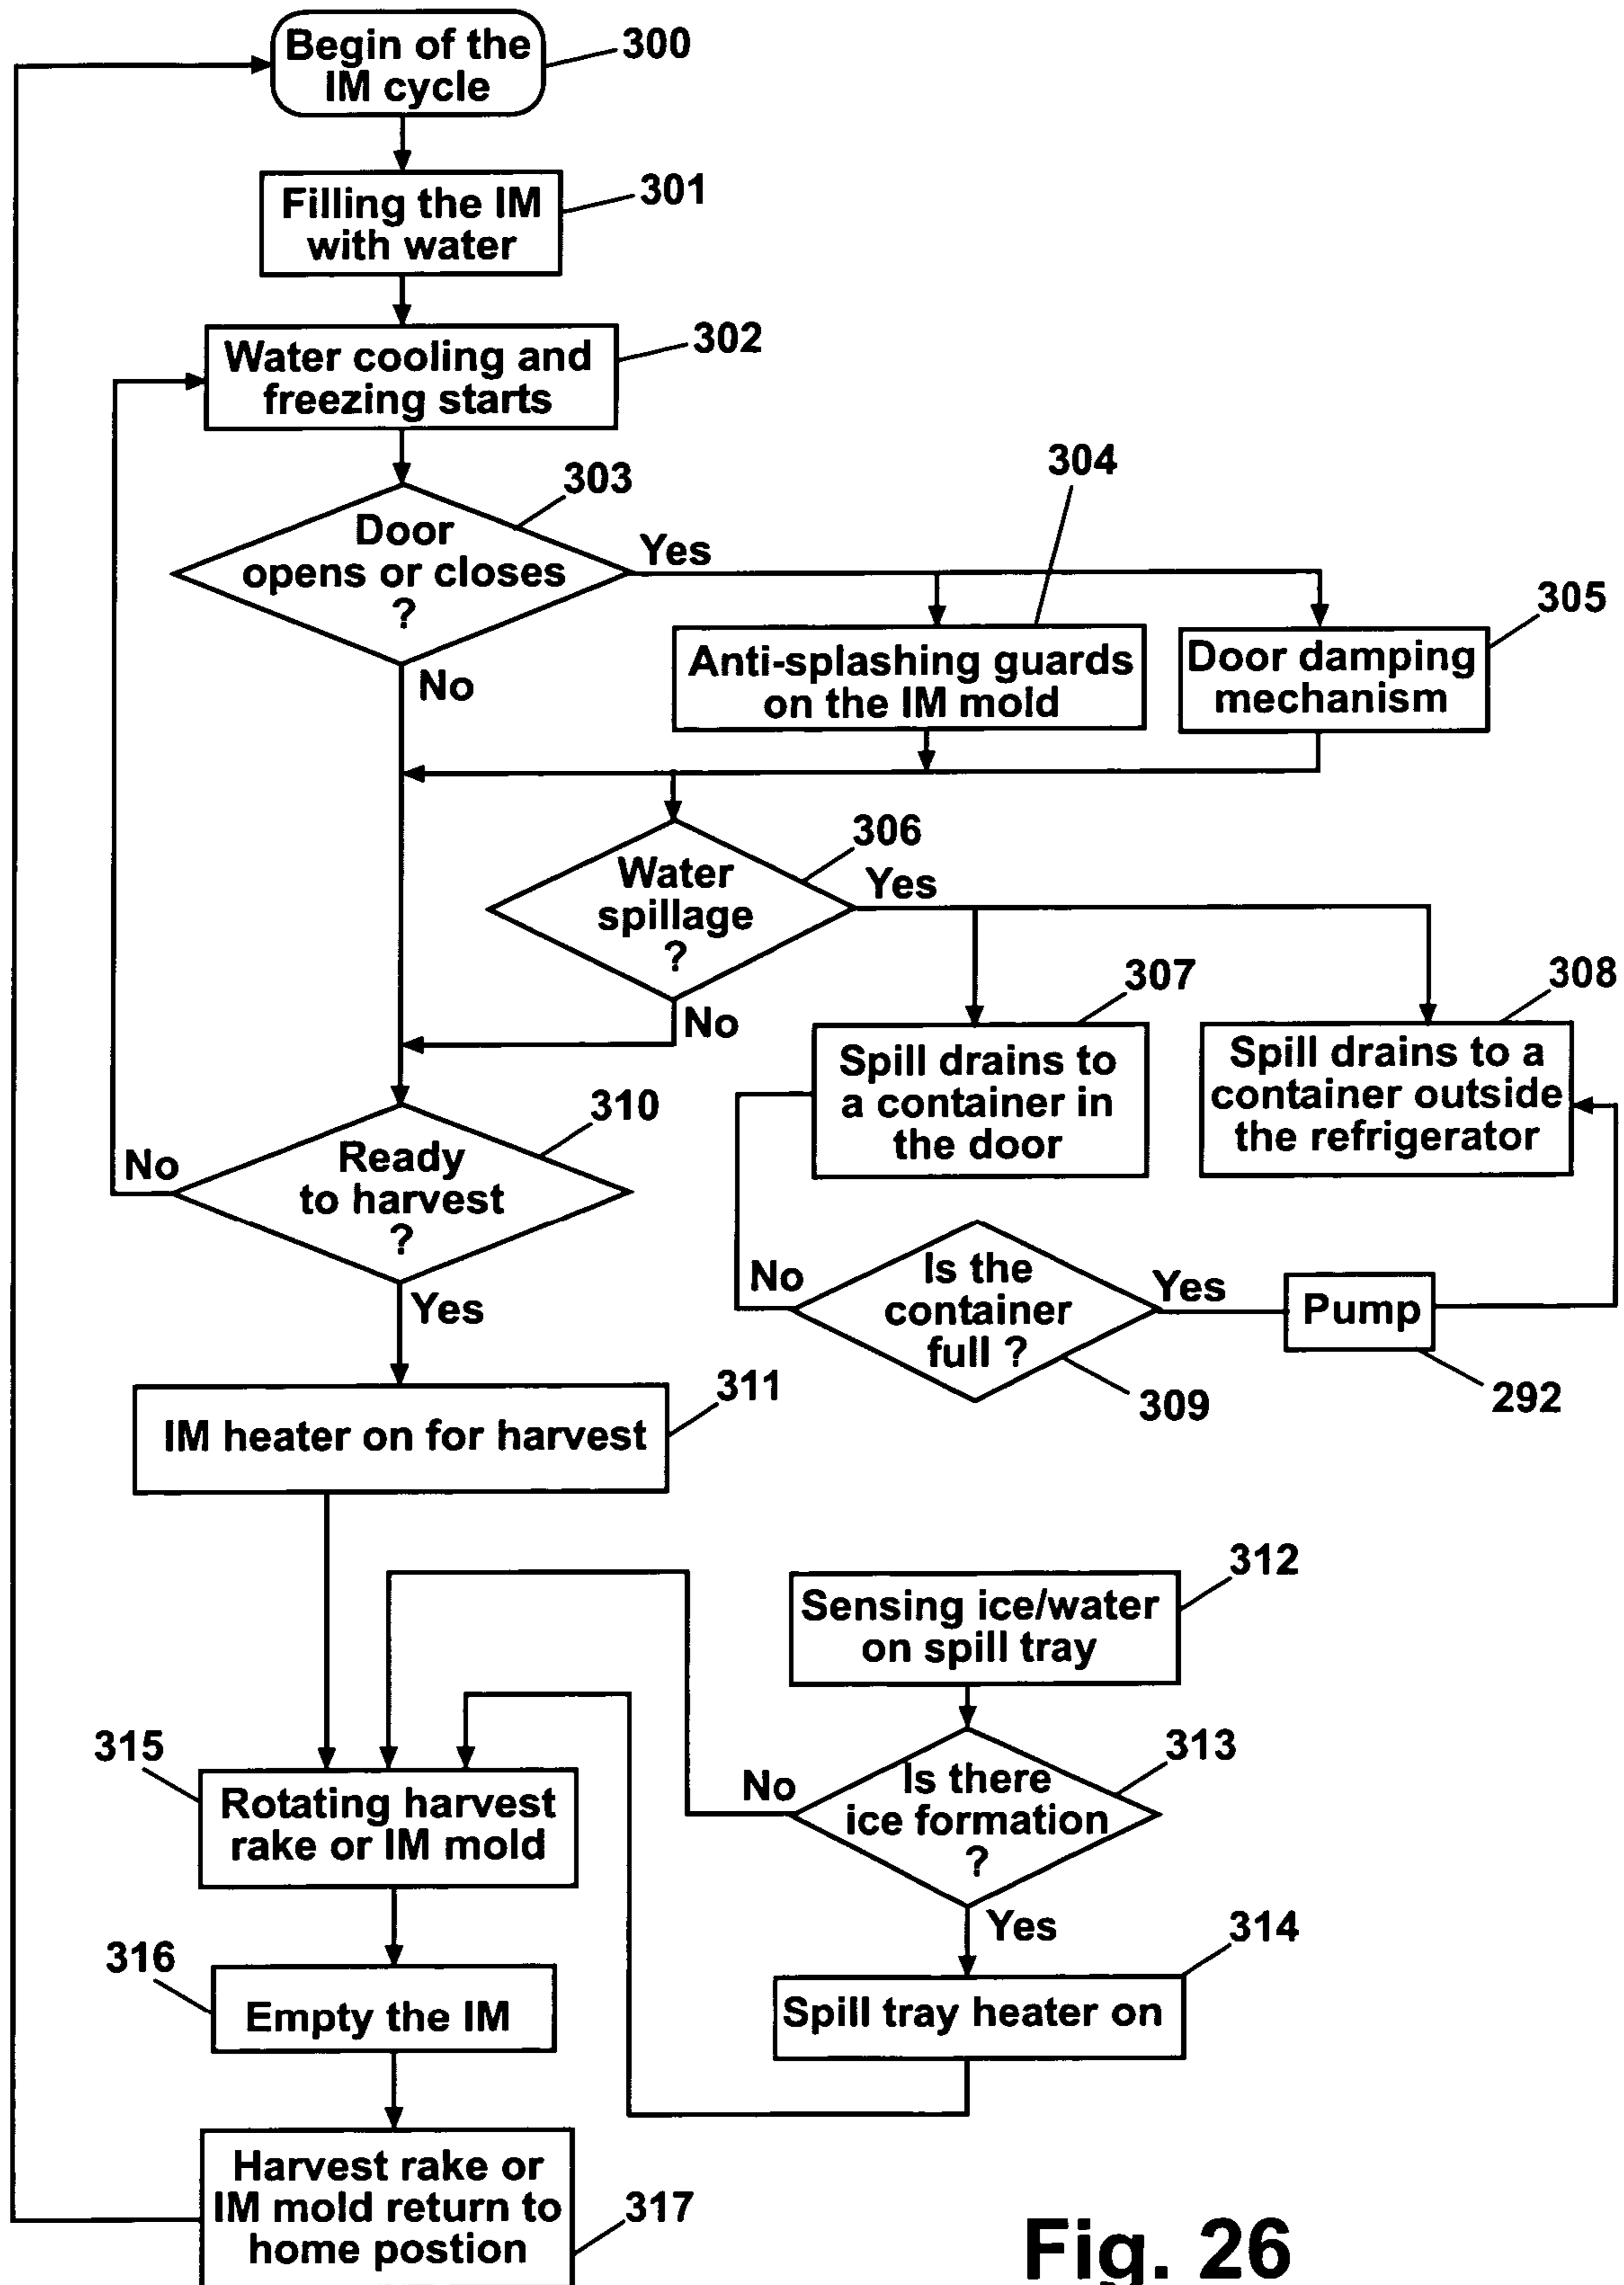 Begin of the
IM cycle
300
Filling the IM
with water
301
Water cooling and
freezing starts
302
303
Door
opens or closes
?
Yes
No
304
Anti-splashing guards
on the IM mold
305
Door damping
mechanism
306
Water
spillage
?
Yes
No
307
Spill drains to
a container in
the door
308
Spill drains to a
container outside
the refrigerator
310
Ready
to harvest
?
No
Yes
Is the
container
full ?
No
Yes
309
Pump
292
311
IM heater on for harvest
312
Sensing ice/water
on spill tray
313
Is there
ice formation
?
No
Yes
314
Spill tray heater on
315
Rotating harvest
rake or IM mold
316
Empty the IM
Harvest rake or
IM mold return to
home postion
317
Fig. 26